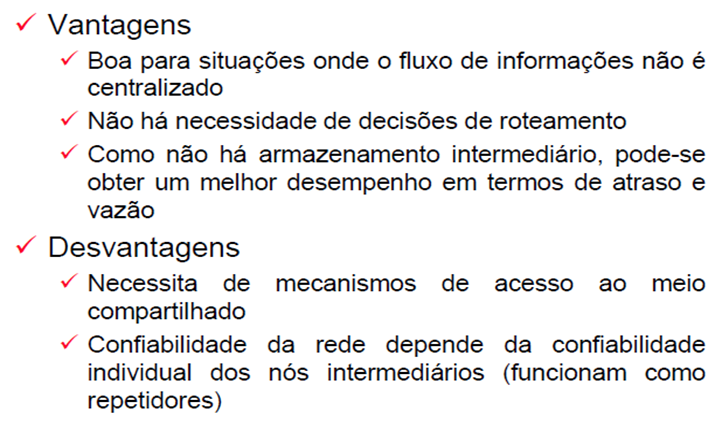 Vantagens
Boa para situações onde o fluxo de informações não é
centralizado
Não há necessidade de decisões de roteamento
Como não há armazenamento intermediário, pode-se
obter um melhor desempenho em termos de atraso e
vazão
Desvantagens
Necessita de mecanismos de acesso ao meio
compartilhado
Confiabilidade da rede depende da confiabilidade
individual dos nós intermediários (funcionam como
repetidores)